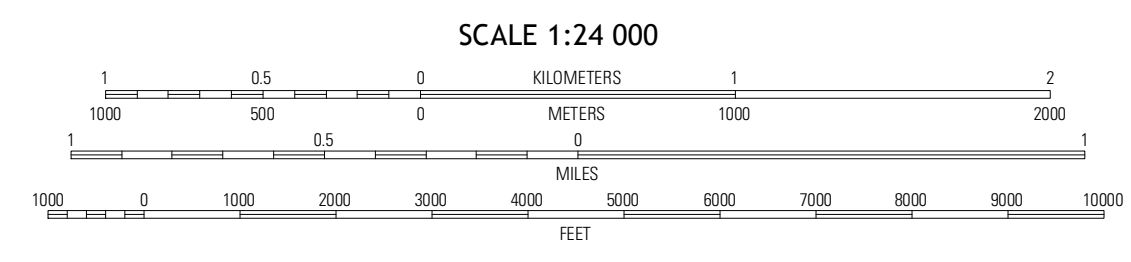 SCALE 1:24 000
1 0.5 0 KILOMETERS 1 2
1000 500 0 METERS 1000 2000
1 0.5 0 1
MILES
1000 0 1000 2000 3000 4000 5000 6000 7000 8000 9000 10000
FEET